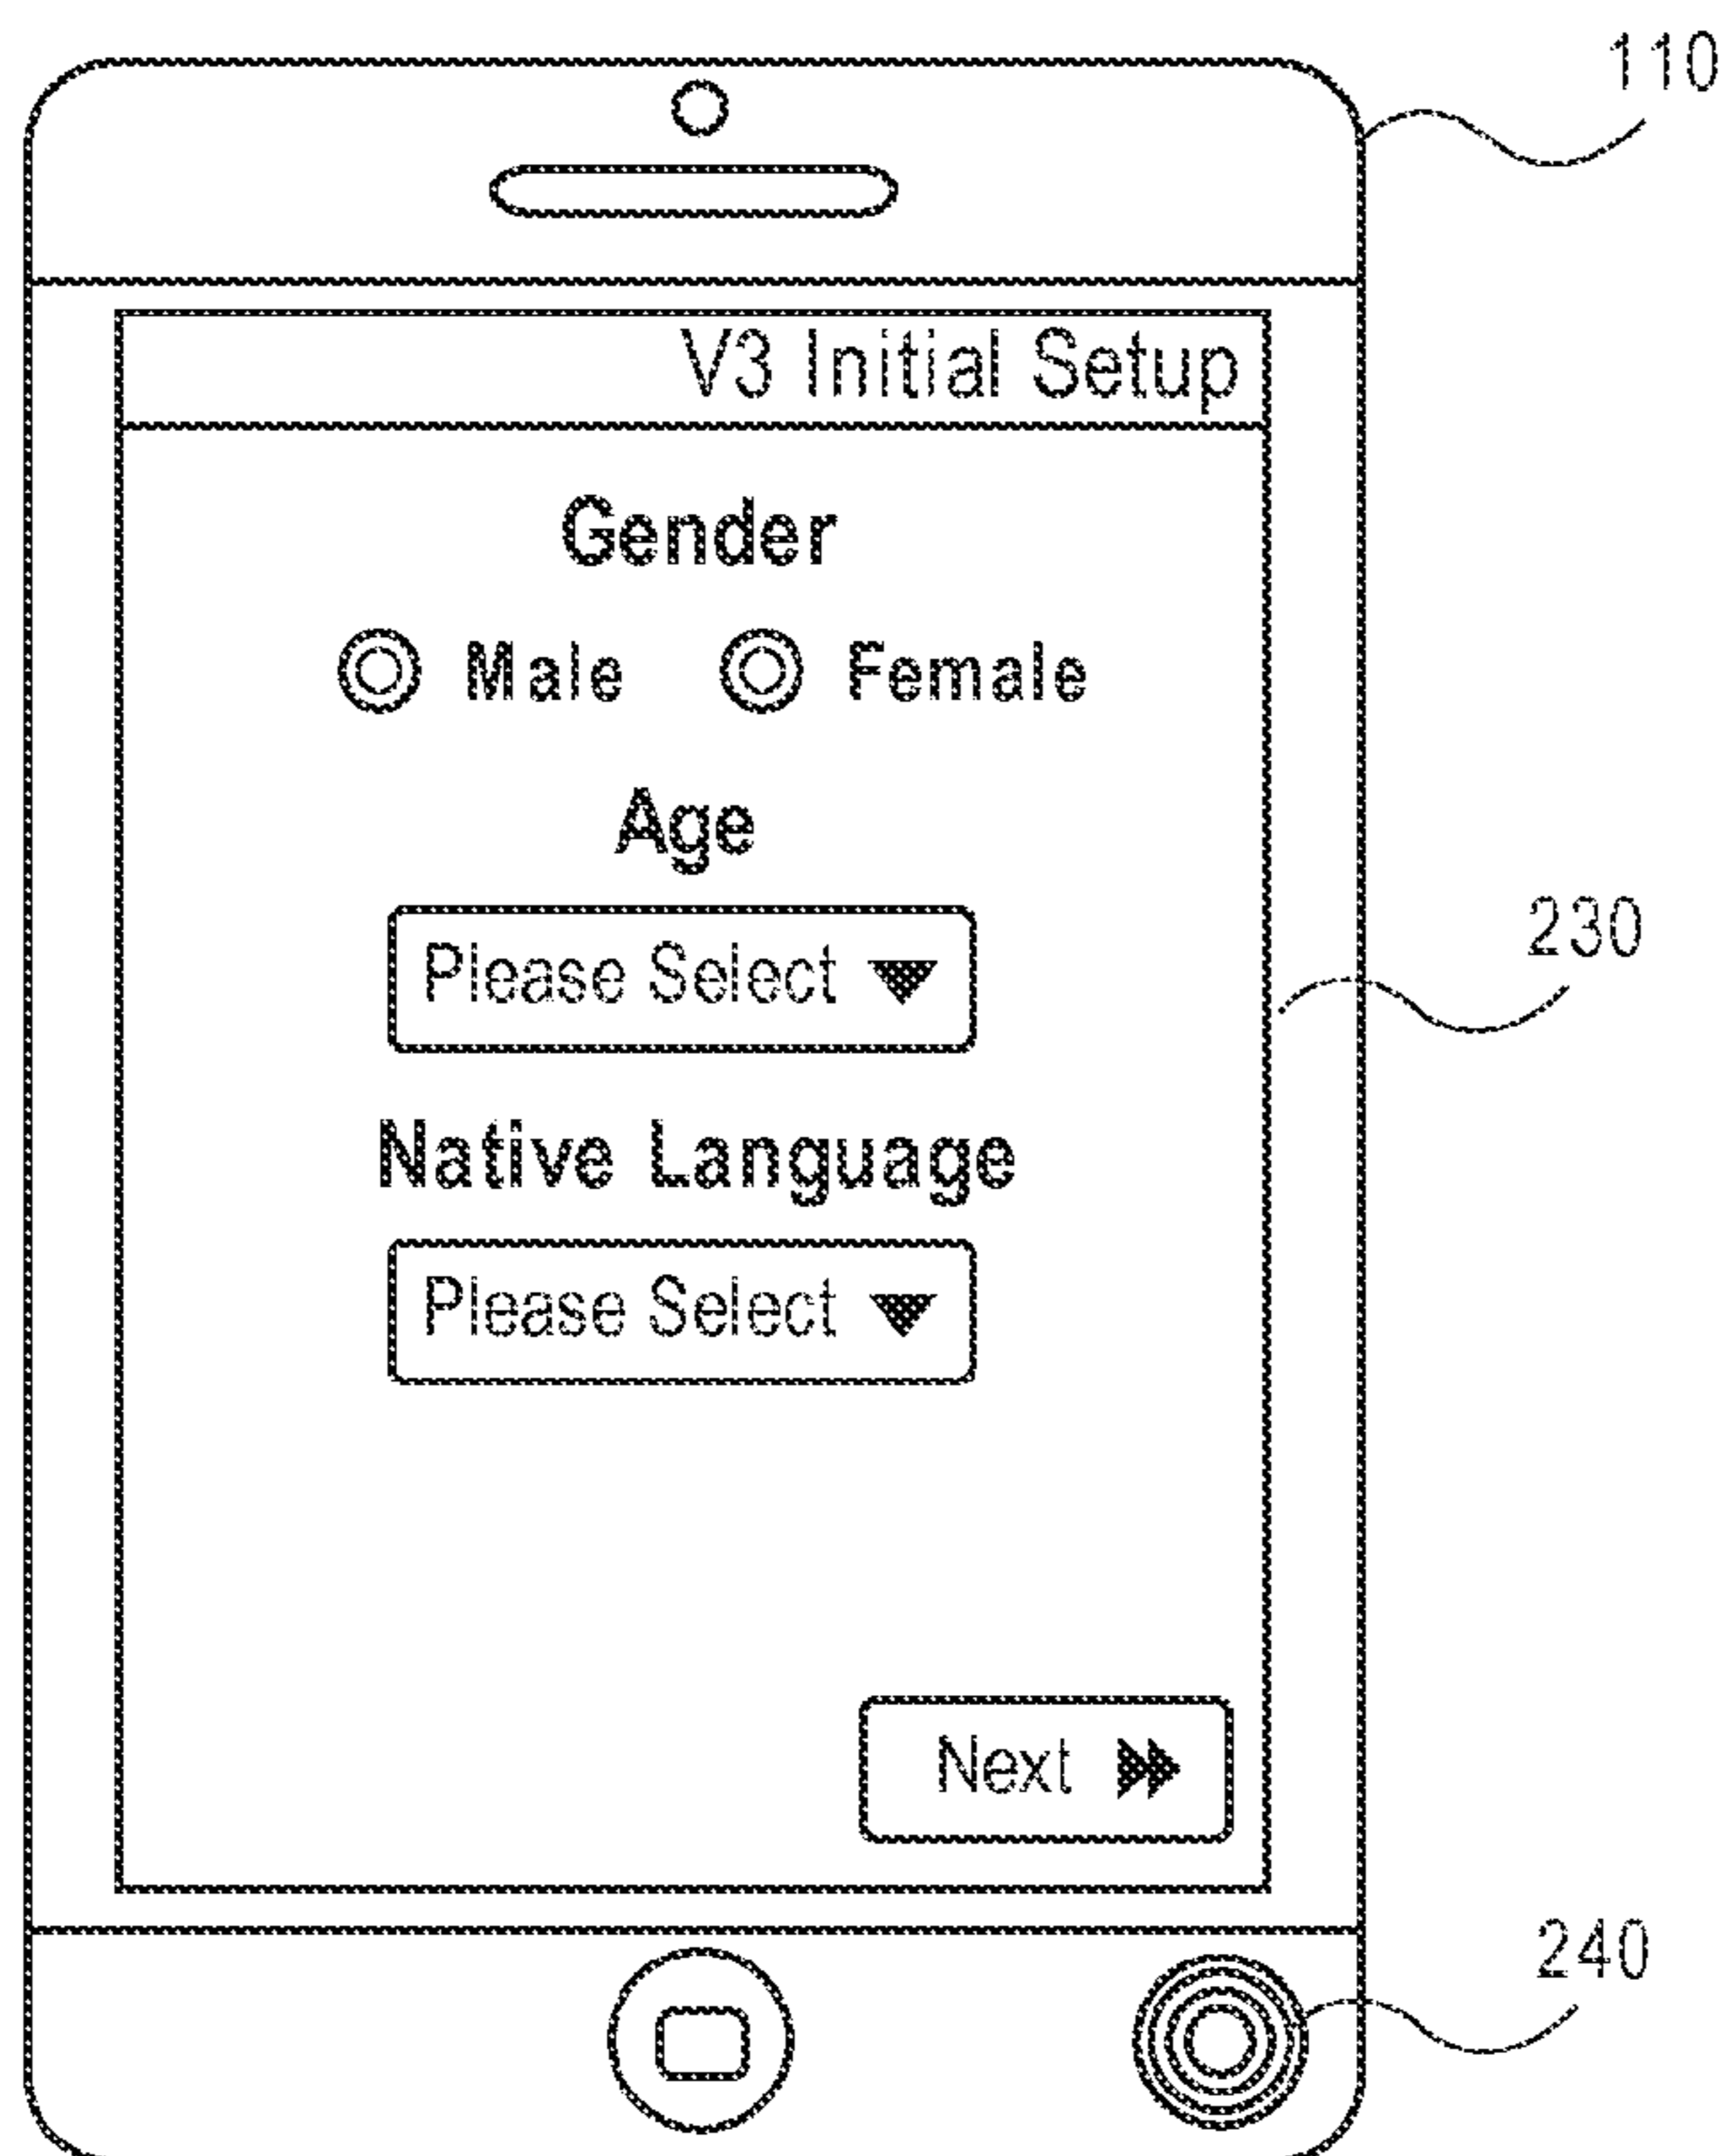 110
V3 Initial Setup
Gender
Male Female
Age
Please Select
230
Native Language
Please Select
Next
240